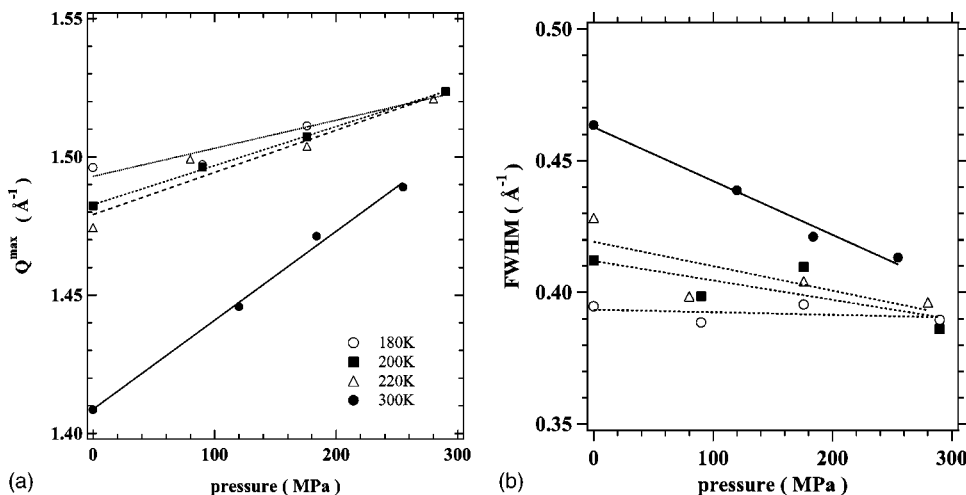 1.55
1.50
Q^max ( Å^-1 )
1.45
1.40
○ 180K
■ 200K
△ 220K
● 300K
0 100 200 300
pressure ( MPa )
(a)
0.50
0.45
FWHM ( Å^-1 )
0.40
0.35
0 100 200 300
pressure ( MPa )
(b)